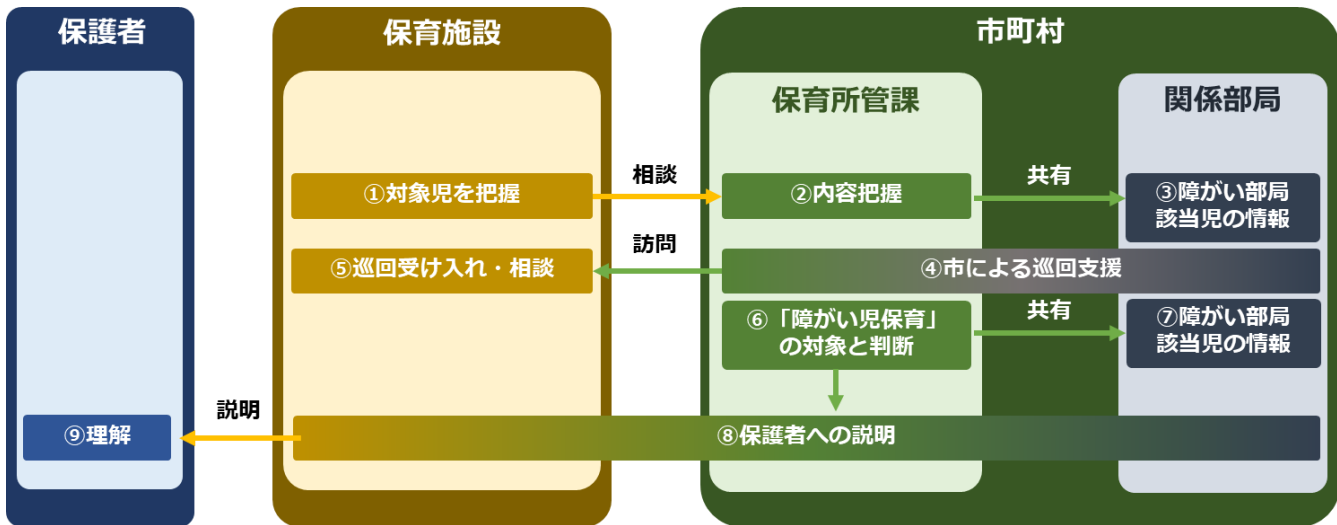 保護者
保育施設
市町村
保育所管課
関係部局
①対象児を把握
相談
②内容把握
共有
③障がい部局
該当児の情報
⑤巡回受け入れ・相談
訪問
④市による巡回支援
⑥「障がい児保育」
の対象と判断
共有
⑦障がい部局
該当児の情報
⑨理解
説明
⑧保護者への説明